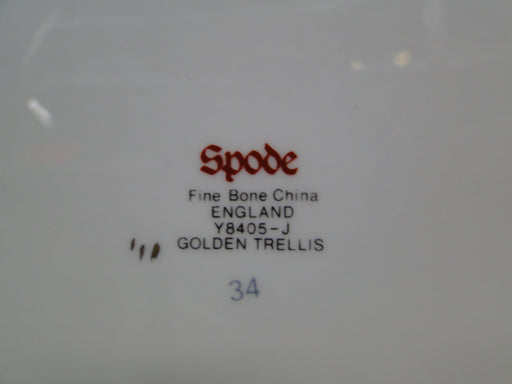 Spode
Fine Bone China
ENGLAND
Y8405-J
GOLDEN TRELLIS
34